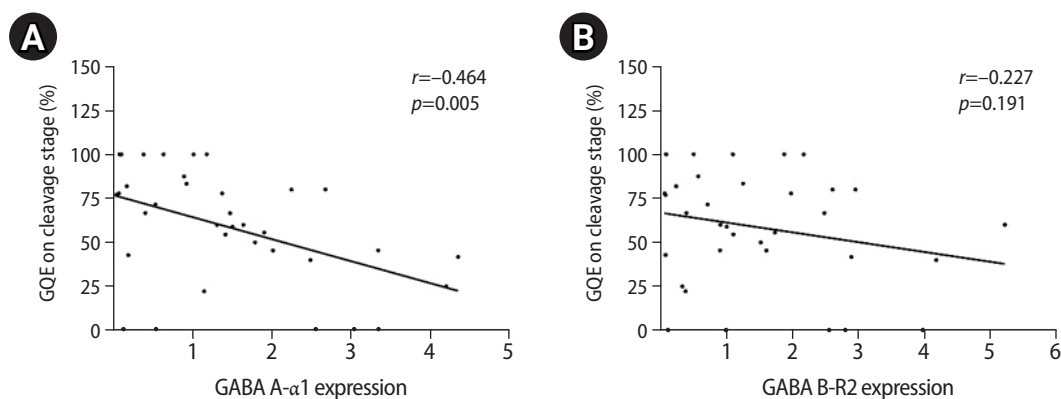 A
GQE on cleavage stage (%)
150
125
100
75
50
25
0
1
2
3
4
5
r=−0.464
p=0.005
GABA A-α1 expression
B
GQE on cleavage stage (%)
150
125
100
75
50
25
0
1
2
3
4
5
6
r=−0.227
p=0.191
GABA B-R2 expression